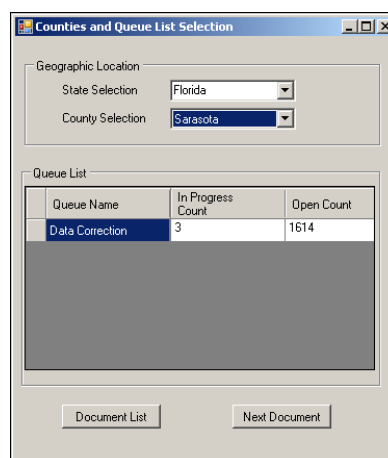 Counties and Queue List Selection
Geographic Location
State Selection Florida
County Selection Sarasota
Queue List
Queue Name In Progress Count Open Count
Data Correction 3 1614
Document List Next Document